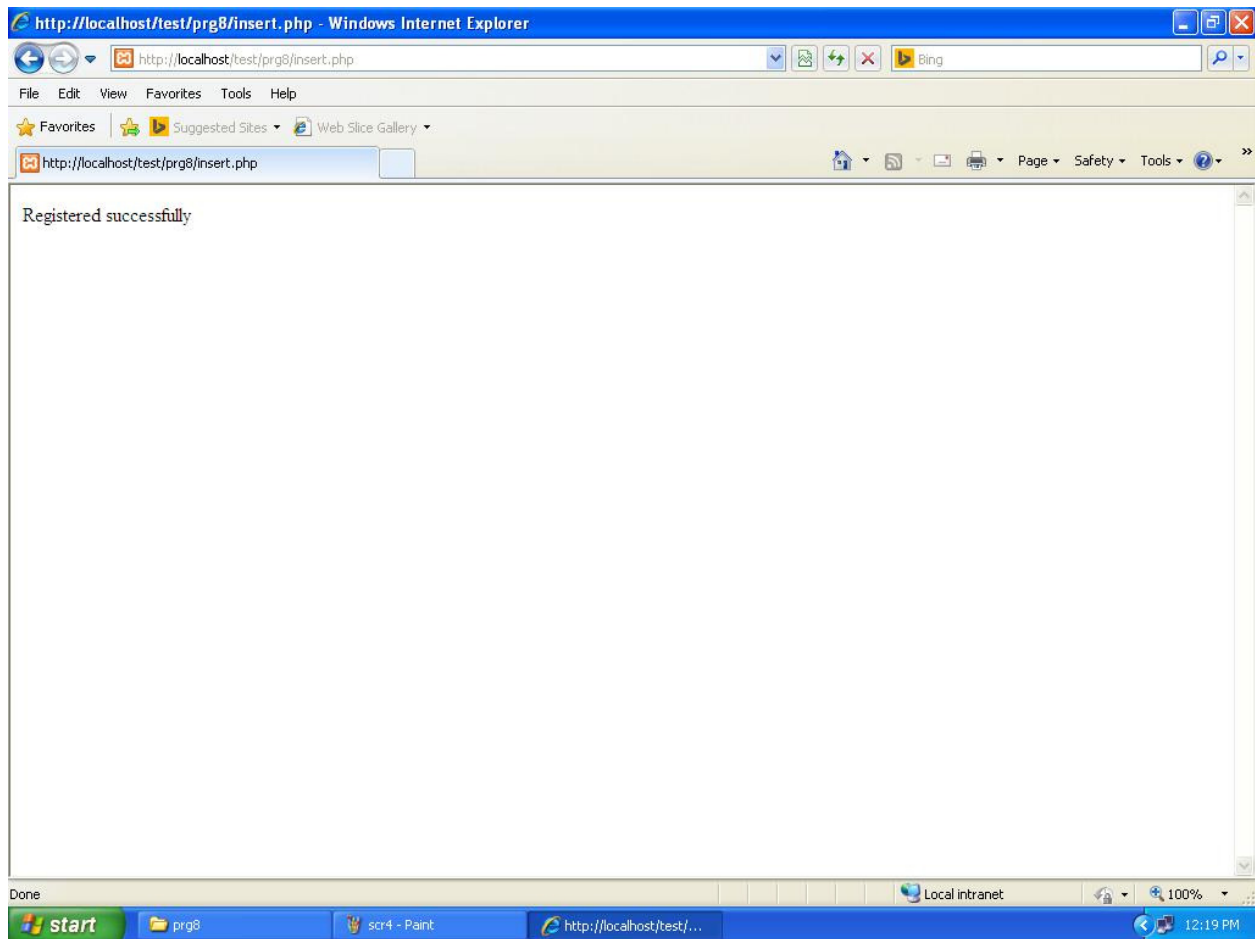 http://localhost/test/prg8/insert.php - Windows Internet Explorer
http://localhost/test/prg8/insert.php
Bing
File Edit View Favorites Tools Help
Favorites Suggested Sites Web Slice Gallery
http://localhost/test/prg8/insert.php Page Safety Tools »
Registered successfully
Done Local intranet 100%
start prg8 scr4 - Paint http://localhost/test/... 12:19 PM